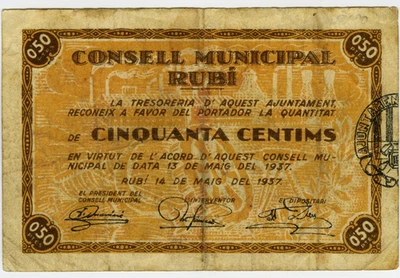 0'50 0'50
CONSELL MUNICIPAL
RUBÍ
LA TRESORERIA D'AQUEST AJUNTAMENT,
RECONEIX A FAVOR DEL PORTADOR LA QUANTITAT
DE CINQUANTA CENTIMS
EN VIRTUT DE L'ACORD D'AQUEST CONSELL MU-
NICIPAL DE DATA 13 DE MAIG DEL 1937.
RUBÍ 14 DE MAIG DEL 1937.
EL PRESIDENT DEL
CONSELL MUNICIPAL
L'INTERVENTOR
EL DIPOSITARI
0'50 0'50